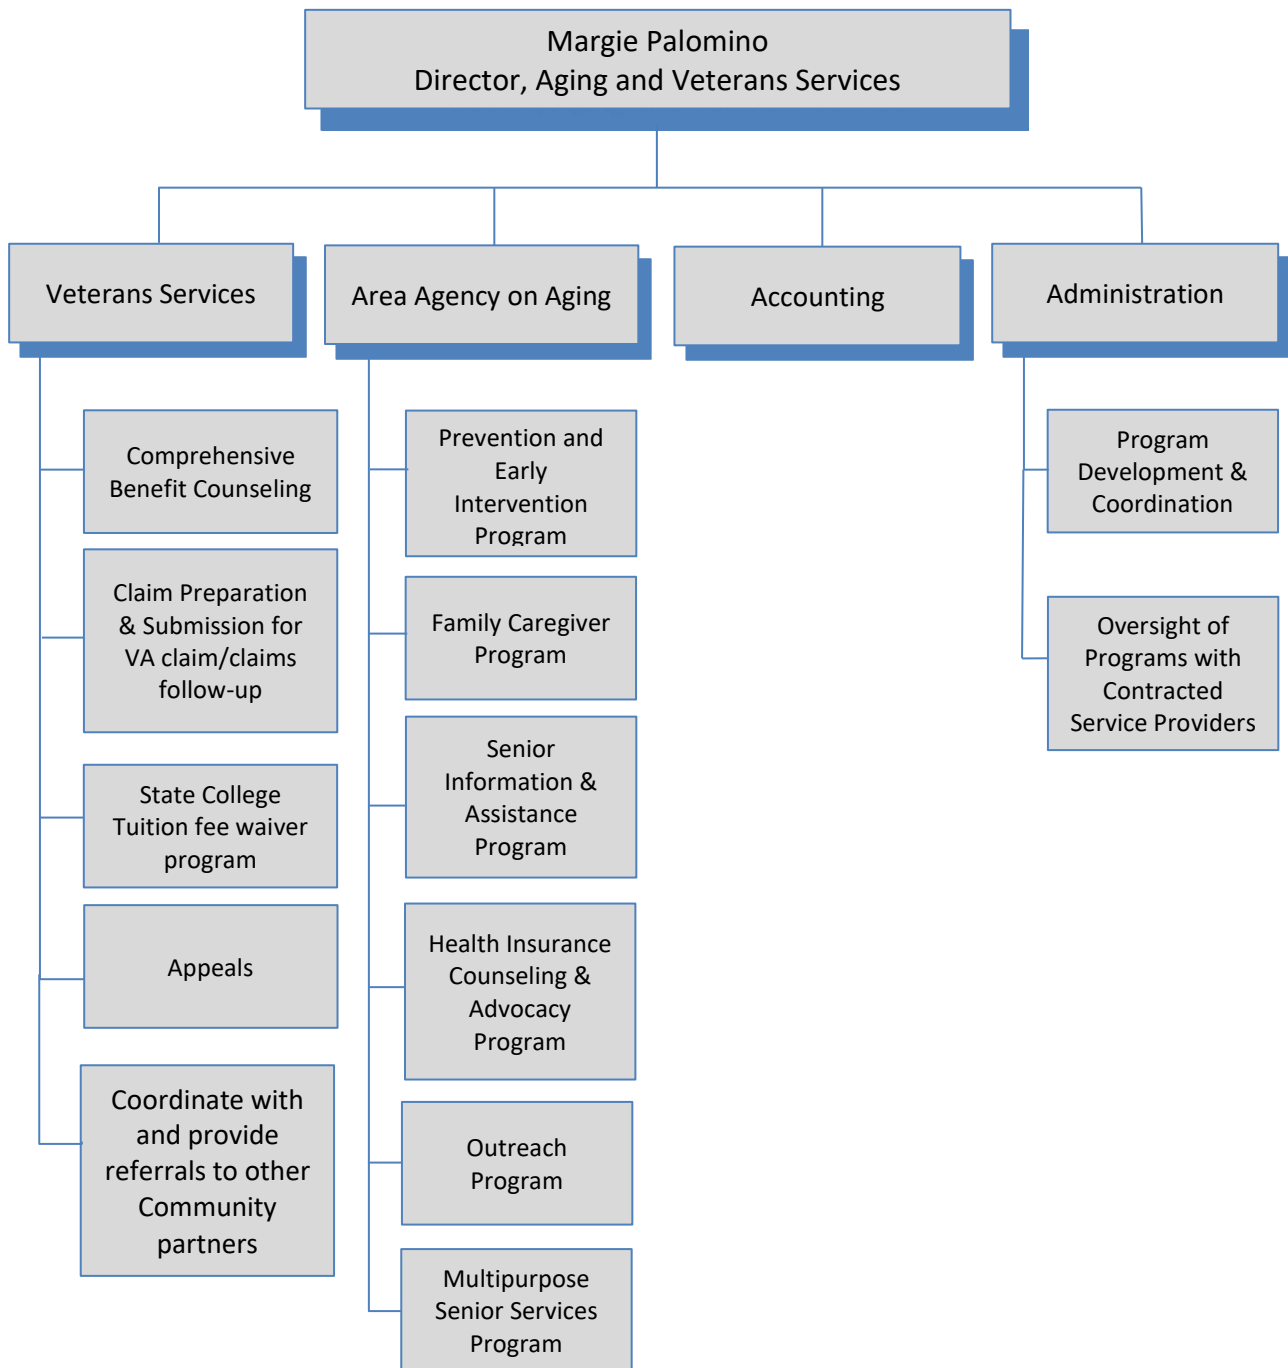 Margie Palomino
Director, Aging and Veterans Services
Veterans Services
Area Agency on Aging
Accounting
Administration
Comprehensive
Benefit Counseling
Claim Preparation
& Submission for
VA claim/claims
follow-up
State College
Tuition fee waiver
program
Appeals
Coordinate with
and provide
referrals to other
Community
partners
Prevention and
Early
Intervention
Program
Family Caregiver
Program
Senior
Information &
Assistance
Program
Health Insurance
Counseling &
Advocacy
Program
Outreach
Program
Multipurpose
Senior Services
Program
Program
Development &
Coordination
Oversight of
Programs with
Contracted
Service Providers